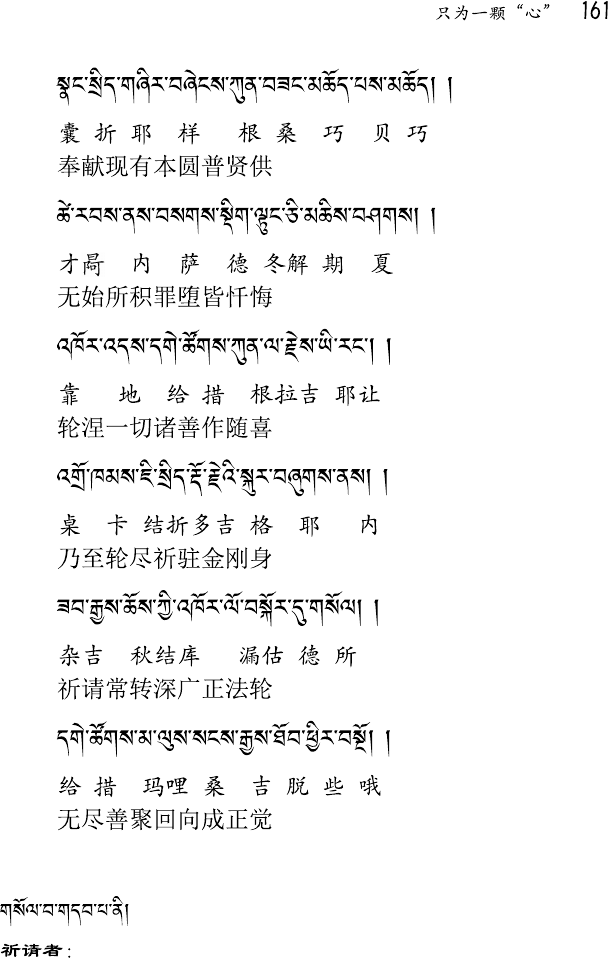 只为一颗“心” 161
སྣང་སྲིད་གཞིར་བཞེངས་ཀུན་བཟང་མཆོད་པས་མཆོད། །
囊 折 耶 样 根 桑 巧 贝 巧
奉献现有本圆普贤供
ཚེ་རབས་ནས་བསགས་སྡིག་ལྟུང་ཅི་མཆིས་བཤགས། །
才 内 萨 德 冬解 期 夏
无始所积罪堕皆忏悔
འཁོར་འདས་དགེ་ཚོགས་ཀུན་ལ་རྗེས་ཡི་རང་། །
靠 地 给 措 根拉吉 耶让
轮涅一切诸善作随喜
འགྲོ་ཁམས་ཇི་སྲིད་རྡོ་རྗེའི་སྐུར་བཞུགས་ནས། །
桌 卡 结折多吉 格 耶 内
乃至轮尽祈驻金刚身
ཟབ་རྒྱས་ཆོས་ཀྱི་འཁོར་ལོ་བསྐོར་དུ་གསོལ། །
杂吉 秋结库 漏估 德 所
祈请常转深广正法轮
དགེ་ཚོགས་མ་ལུས་སངས་རྒྱས་ཐོབ་ཕྱིར་བསྔོ། །
给 措 玛哩 桑 吉 脱 些 哦
无尽善聚回向成正觉
གསོལ་བ་གདབ་པ་ནི།
祈请者：